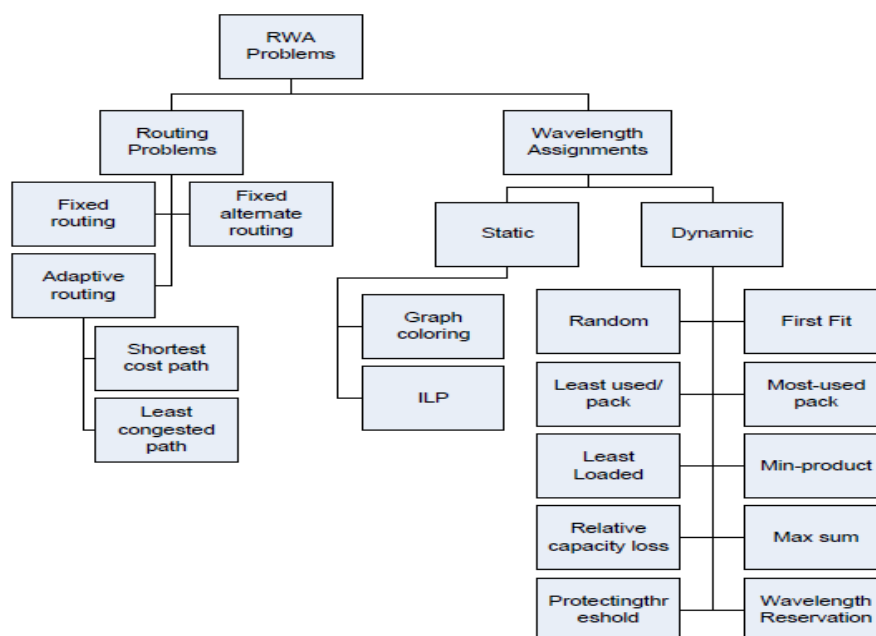 RWA
Problems
Routing
Problems
Wavelength
Assignments
Fixed
routing
Fixed
alternate
routing
Static
Dynamic
Adaptive
routing
Graph
coloring
Random
First Fit
Shortest
cost path
ILP
Least used/
pack
Most-used
pack
Least
congested
path
Least
Loaded
Min-product
Relative
capacity loss
Max sum
Protectingthr
eshold
Wavelength
Reservation